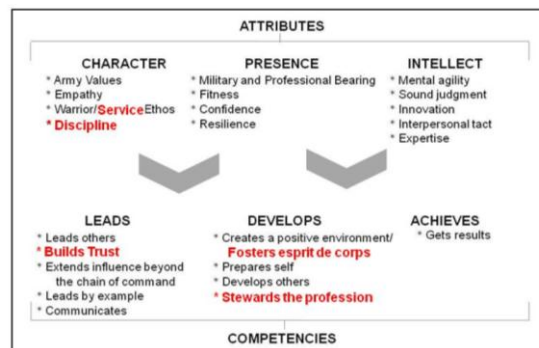 ATTRIBUTES
CHARACTER
* Army Values
* Empathy
* Warrior/Service Ethos
* Discipline
PRESENCE
* Military and Professional Bearing
* Fitness
* Confidence
* Resilience
INTELLECT
* Mental agility
* Sound judgment
* Innovation
* Interpersonal tact
* Expertise
LEADS
* Leads others
* Builds Trust
* Extends influence beyond
the chain of command
* Leads by example
* Communicates
DEVELOPS
* Creates a positive environment/
Fosters esprit de corps
* Prepares self
* Develops others
* Stewards the profession
ACHIEVES
* Gets results
COMPETENCIES